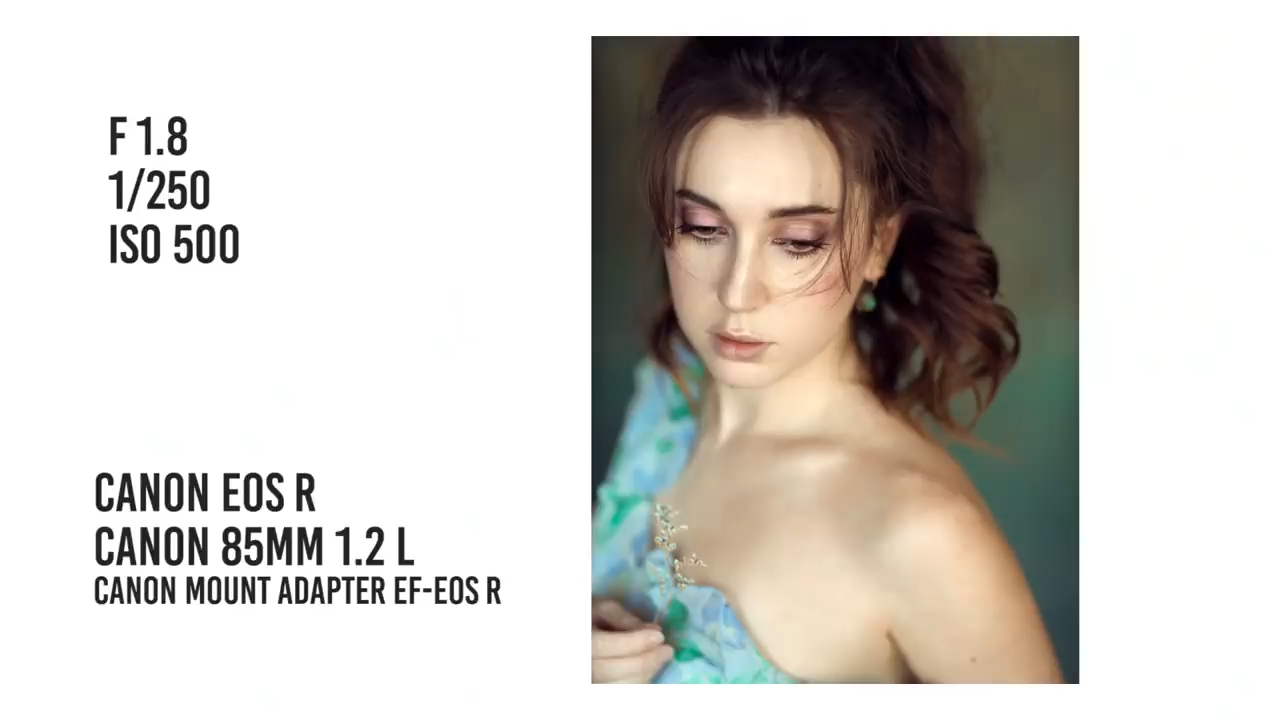 F 1.8
1/250
ISO 500
CANON EOS R
CANON 85MM 1.2 L
CANON MOUNT ADAPTER EF-EOS R